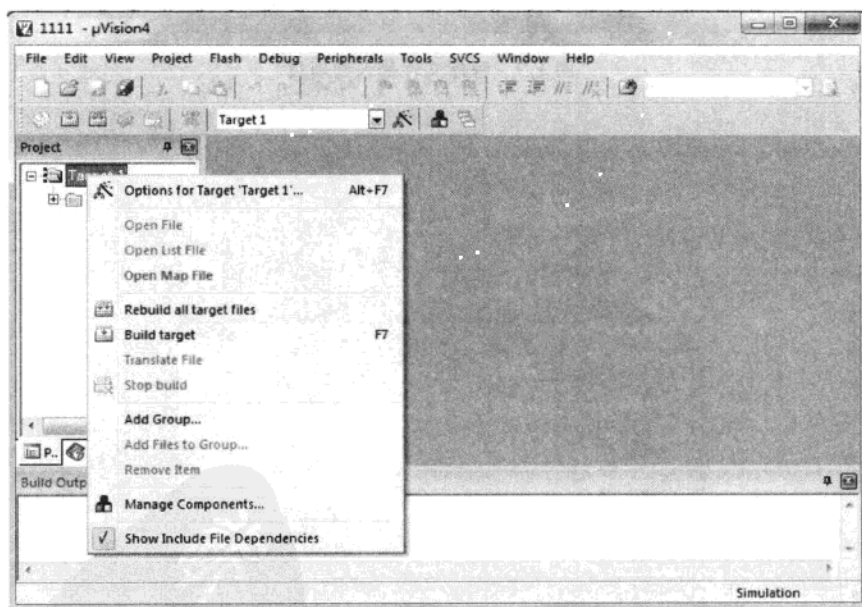 1111 - µVision4
File Edit View Project Flash Debug Peripherals Tools SVCS Window Help
Target 1
Project
Options for Target 'Target 1'... Alt+F7
Open File
Open List File
Open Map File
Rebuild all target files
Build target F7
Translate File
Stop build
Add Group...
Add Files to Group...
Remove Item
P..
Build Outp
Manage Components...
Show Include File Dependencies
Simulation